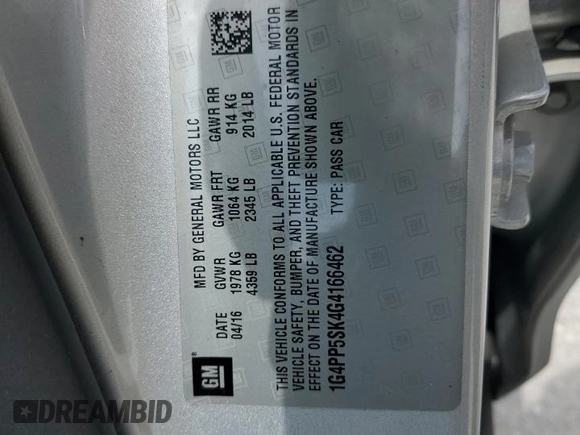 MFD BY GENERAL MOTORS LLC
DATE GVWR GAWR FRT GAWR RR
04/16 1978 KG 1064 KG 914 KG
4359 LB 2345 LB 2014 LB
GM
THIS VEHICLE CONFORMS TO ALL APPLICABLE U.S. FEDERAL MOTOR
VEHICLE SAFETY, BUMPER, AND THEFT PREVENTION STANDARDS IN
EFFECT ON THE DATE OF MANUFACTURE SHOWN ABOVE.
1G4PP5SK4G4166462 TYPE: PASS CAR
DREAMBID